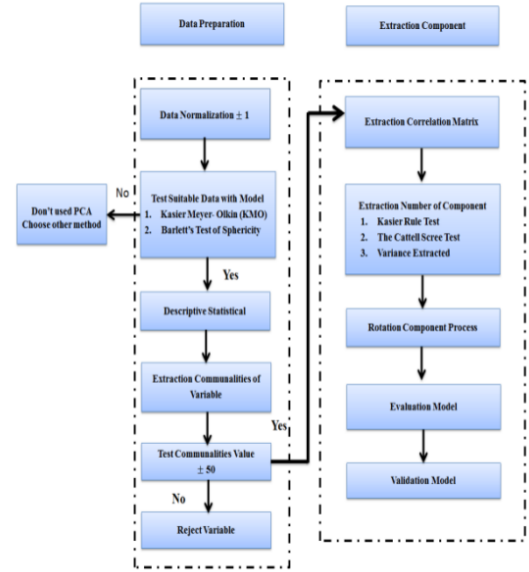 Data Preparation
Extraction Component
Data Normalization ± 1
Test Suitable Data with Model
1. Kasier Meyer- Olkin (KMO)
2. Barlett's Test of Sphericity
No
Don't used PCA
Choose other method
Yes
Descriptive Statistical
Extraction Communalities of
Variable
Test Communalities Value
± 50
Yes
No
Reject Variable
Extraction Correlation Matrix
Extraction Number of Component
1. Kasier Rule Test
2. The Cattell Scree Test
3. Variance Extracted
Rotation Component Process
Evaluation Model
Validation Model